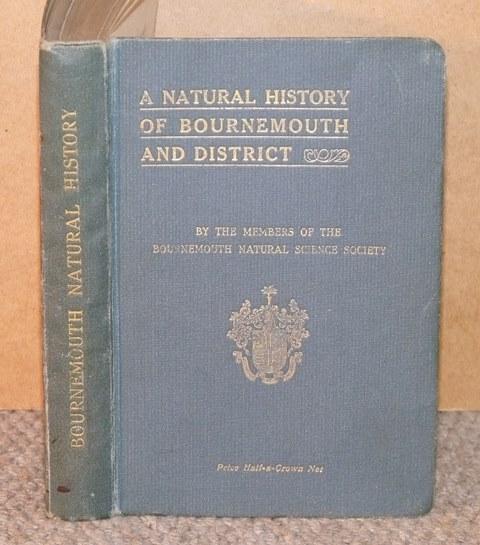 BOURNEMOUTH NATURAL HISTORY
A NATURAL HISTORY
OF BOURNEMOUTH
AND DISTRICT
BY THE MEMBERS OF THE
BOURNEMOUTH NATURAL SCIENCE SOCIETY
Price Half-a-Crown Net